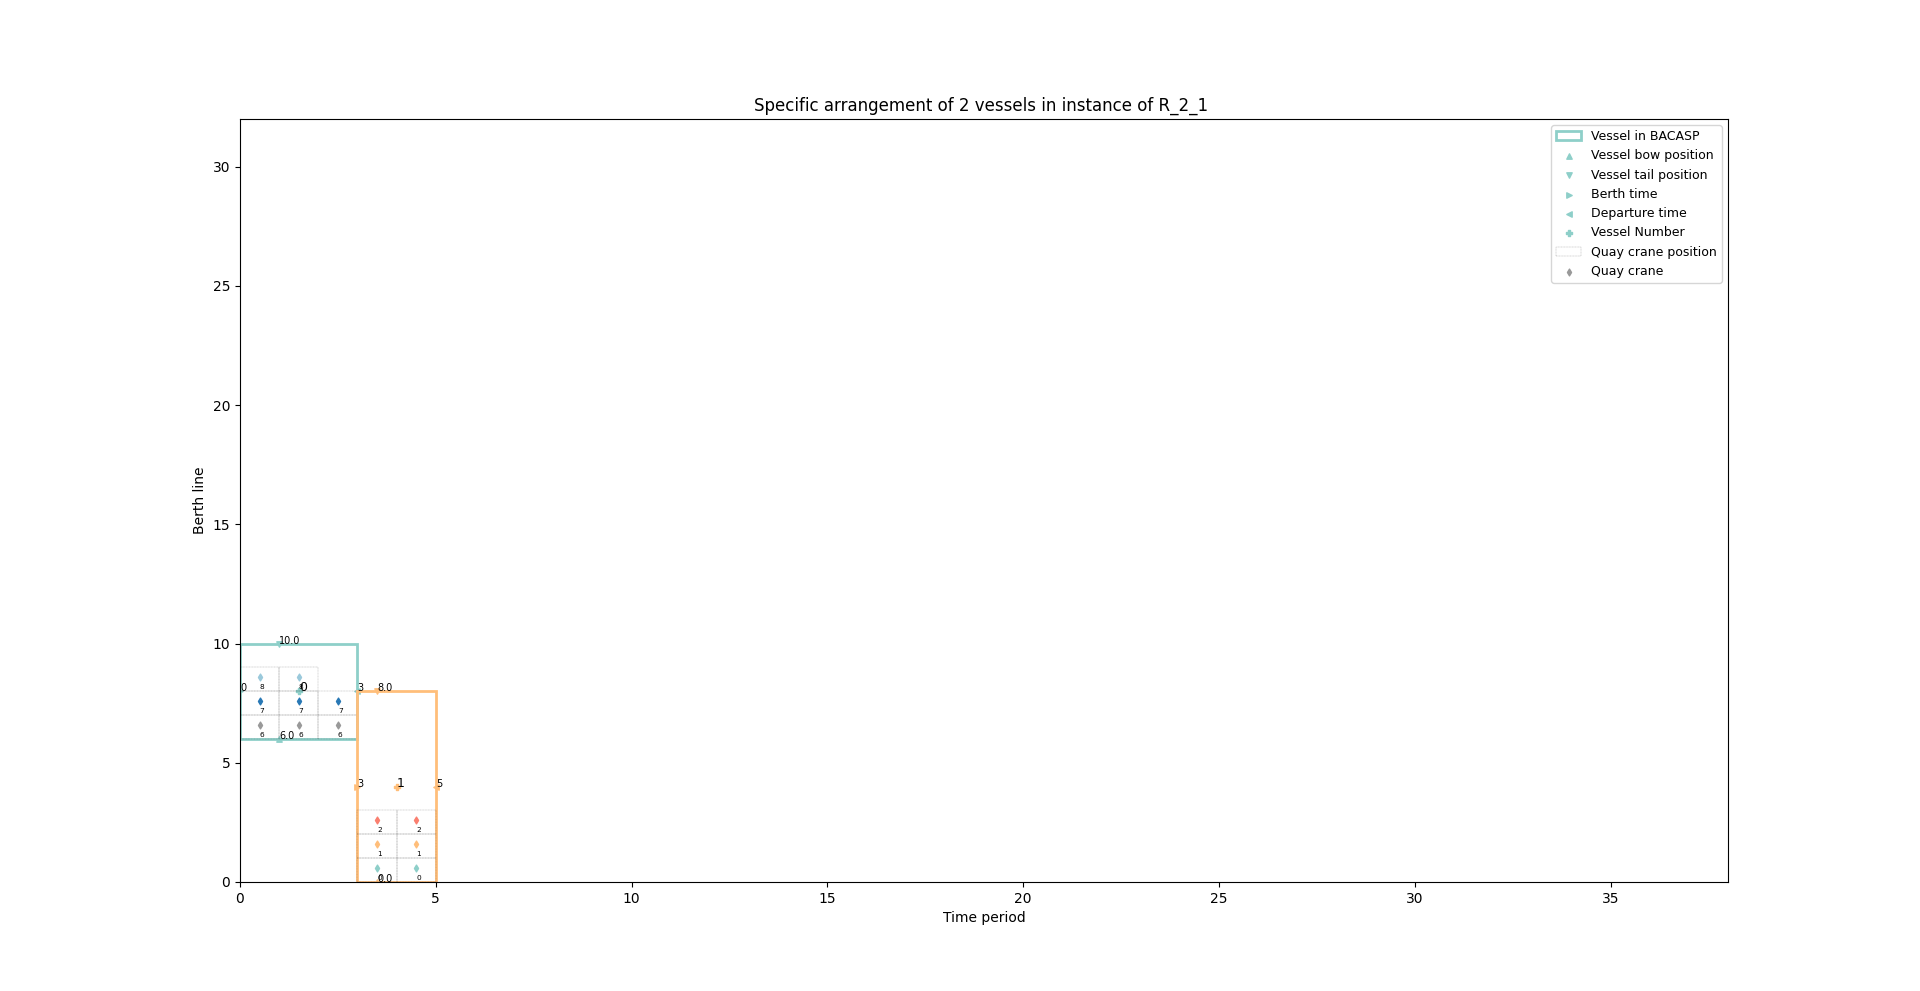 Specific arrangement of 2 vessels in instance of R_2_1
Vessel in BACASP
Vessel bow position
Vessel tail position
Berth time
Departure time
Vessel Number
Quay crane position
Quay crane
30
25
20
15
10
5
0
Berth line
10.0
8 8
0 0 3 8.0
7 7 7
6 6 6
6.0
3 1 5
2 2
1 1
0 0
0.0
0 5 10 15 20 25 30 35
Time period